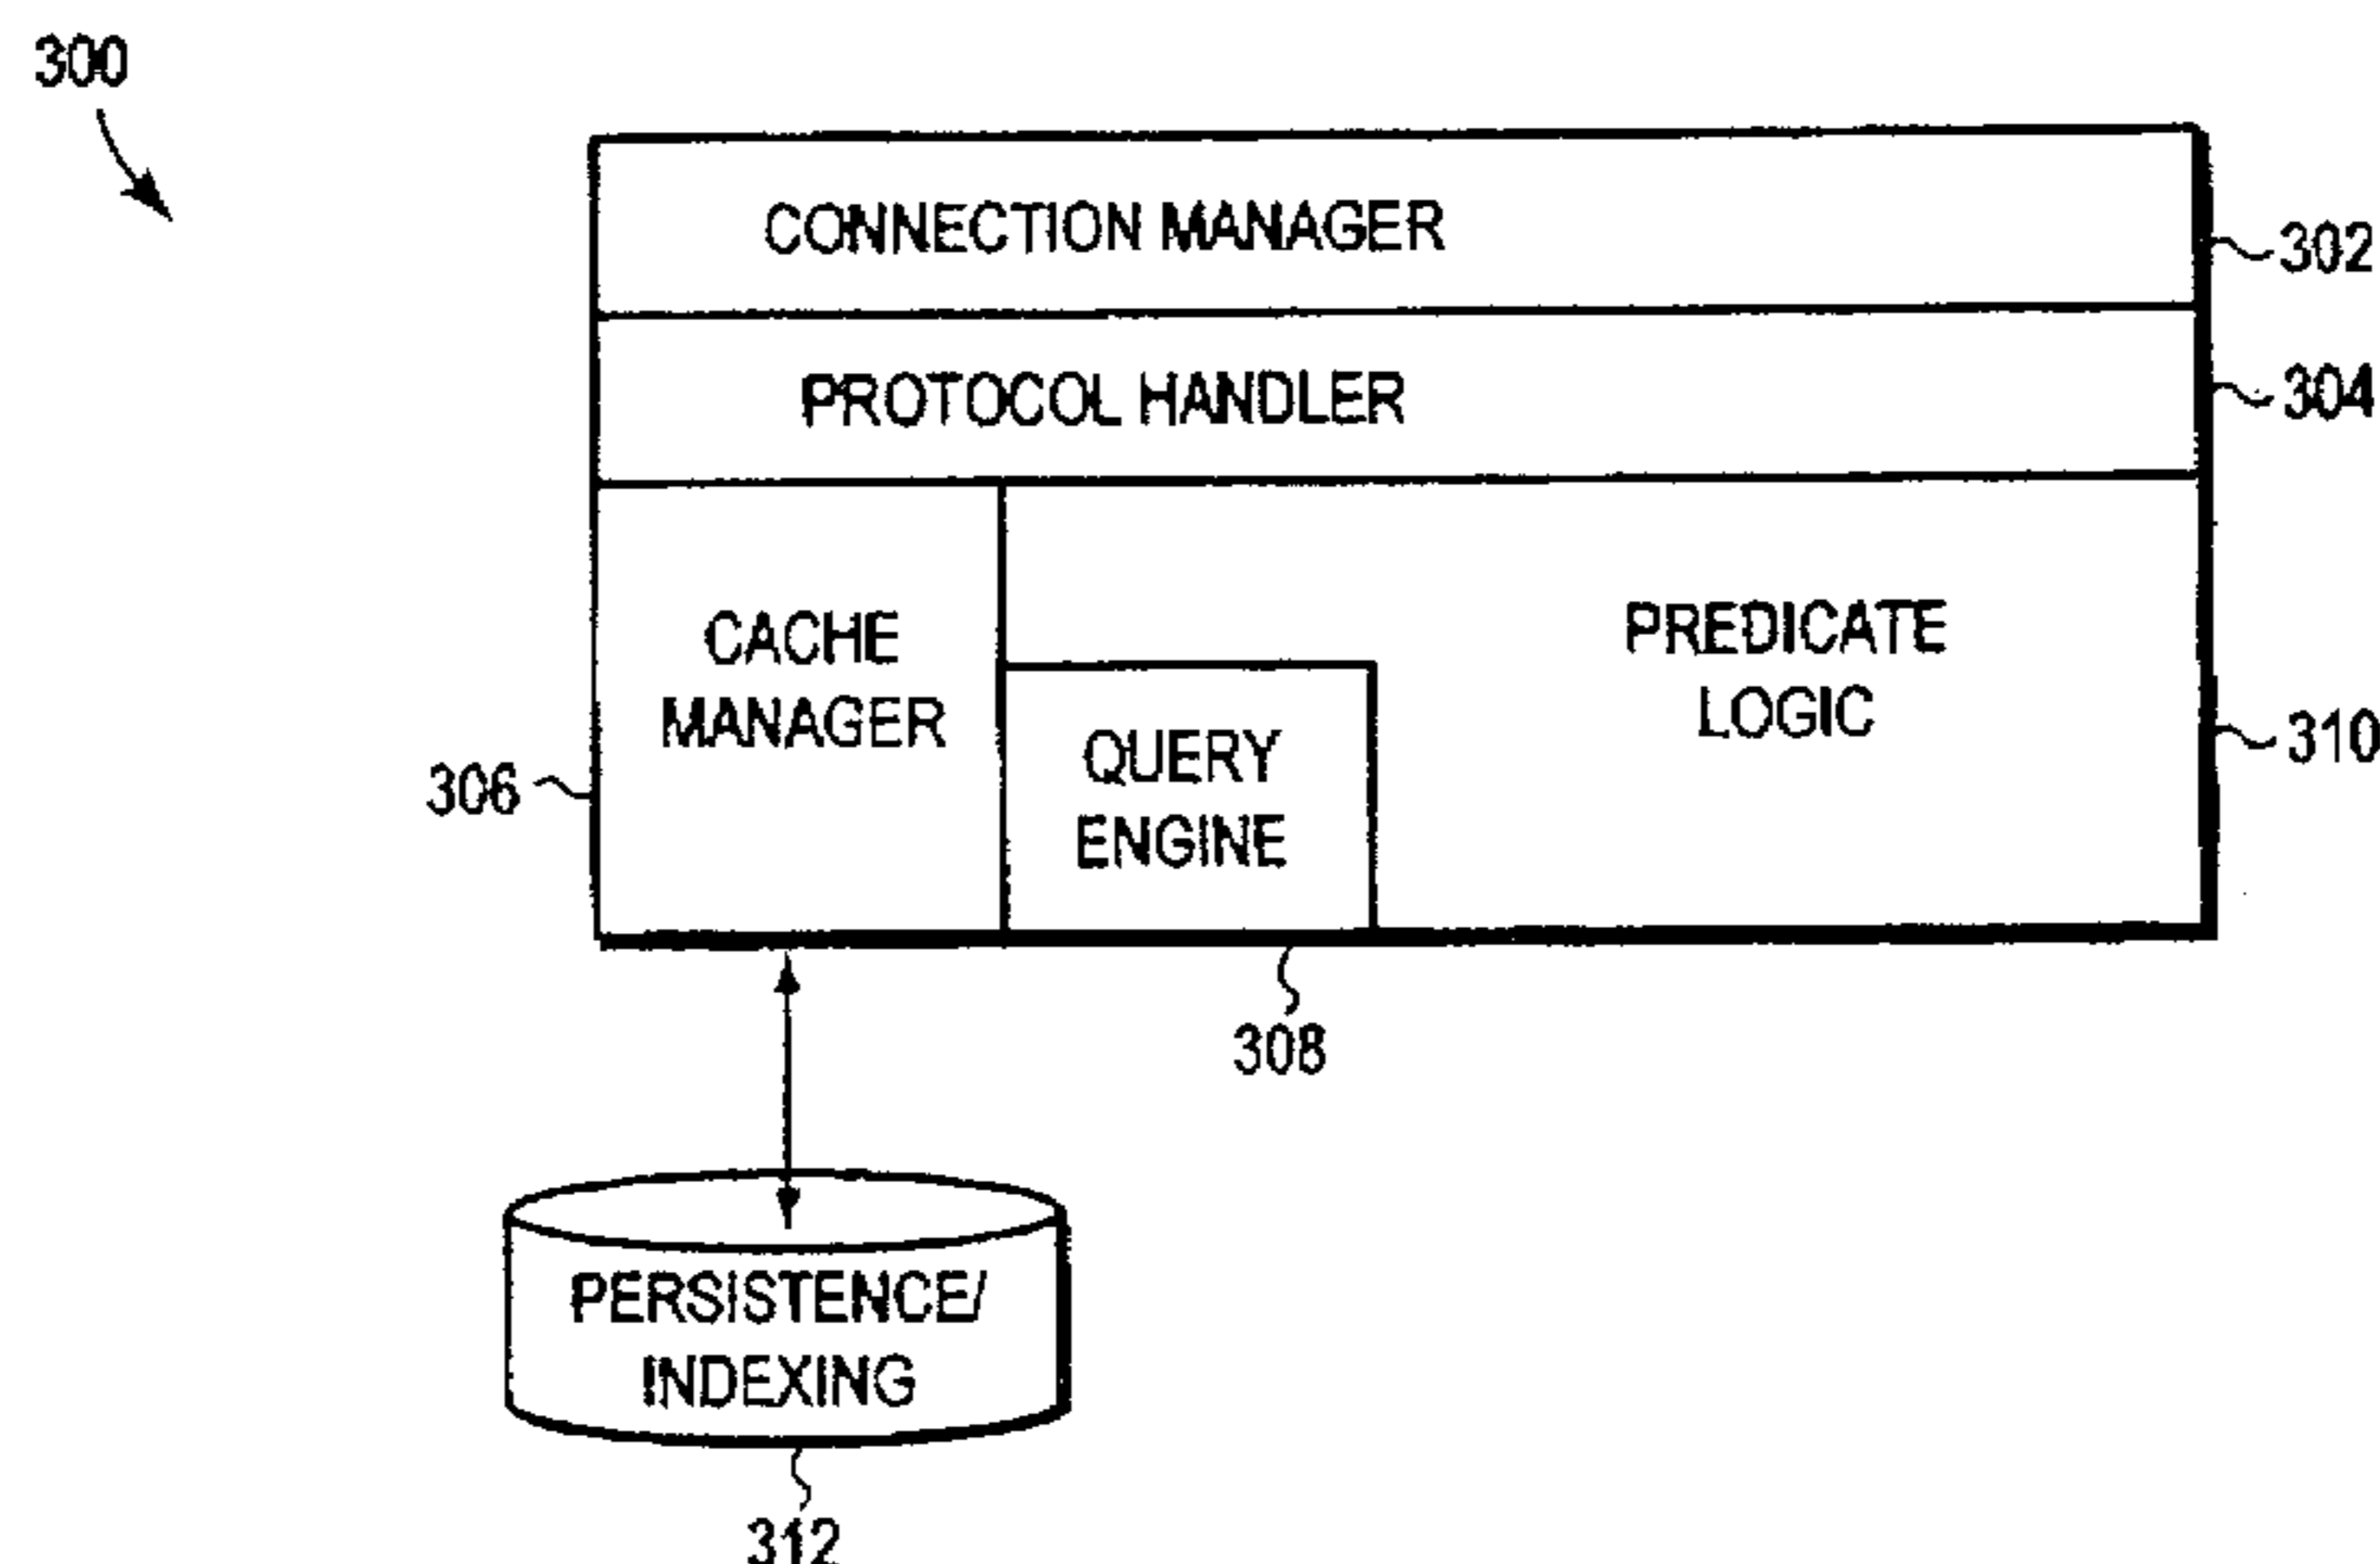 300
CONNECTION MANAGER
302
PROTOCOL HANDLER
304
CACHE
MANAGER
306
QUERY
ENGINE
308
PREDICATE
LOGIC
310
PERSISTENCE/
INDEXING
312